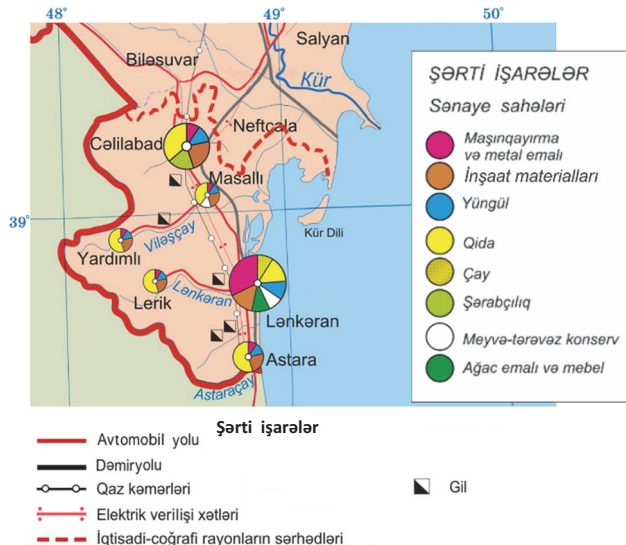 48°
49°
50°
Salyan
Biləsuvar
Kür
Neftçala
Cəlilabad
Masallı
39°
Kür Dili
Viləşçay
Yardımlı
Lerik
Lənkəran
Lənkəran
Astara
Astaraçay
ŞƏRTİ İŞARƏLƏR
Sənaye sahələri
Maşınqayırma
və metal emalı
İnşaat materialları
Yüngül
Qida
Çay
Şərabçılıq
Meyvə-tərəvəz konserv
Ağac emalı və mebel
Şərti işarələr
Avtomobil yolu
Dəmiryolu
Qaz kəmərləri
Gil
Elektrik verilişi xətləri
İqtisadi-coğrafi rayonların sərhədləri